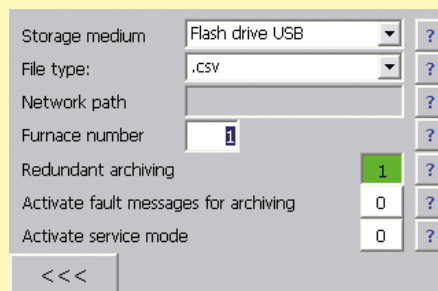 Storage medium Flash drive USB ?
File type: .csv ?
Network path ?
Furnace number 1 ?
Redundant archiving 1 ?
Activate fault messages for archiving 0 ?
Activate service mode 0 ?
<<<